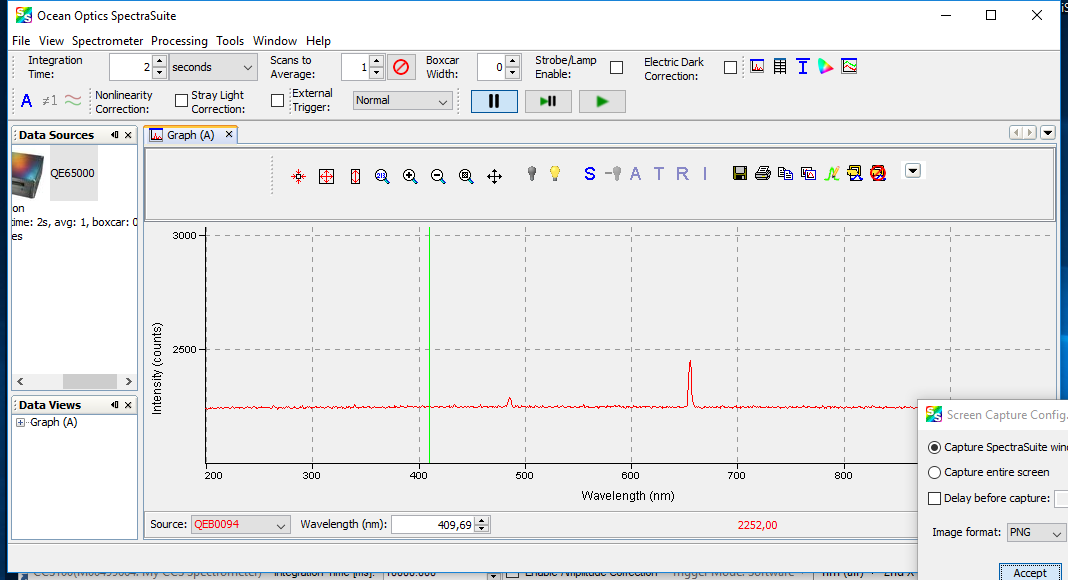 Ocean Optics SpectraSuite
File View Spectrometer Processing Tools Window Help
Integration Time: 2 seconds Scans to Average: 1 Boxcar Width: 0 Strobe/Lamp Enable: Electric Dark Correction:
A ≠1 Nonlinearity Correction: Stray Light Correction: External Trigger: Normal
Data Sources
Graph (A)
QE65000
S A T R I
on
time: 2s, avg: 1, boxcar: 0
es
3000
2500
Intensity (counts)
200 300 400 500 600 700 800
Wavelength (nm)
Data Views
Graph (A)
Source: QEB0094 Wavelength (nm): 409,69 2252,00
Screen Capture Config.
Capture SpectraSuite win
Capture entire screen
Delay before capture:
Image format: PNG
Accept